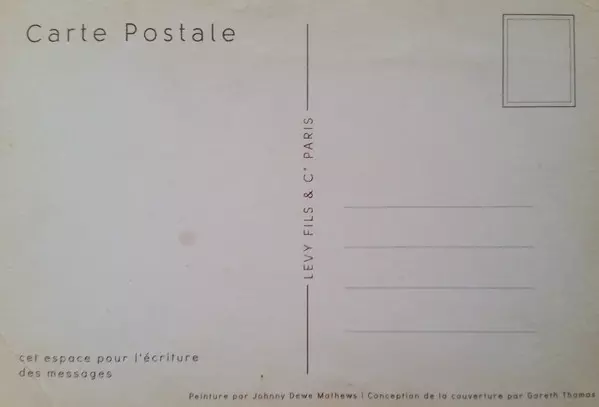 Carte Postale
LEVY FILS & Cº PARIS
cet espace pour l'écriture
des messages
Peinture par Johnny Dewe Mathews | Conception de la couverture par Gareth Thomas